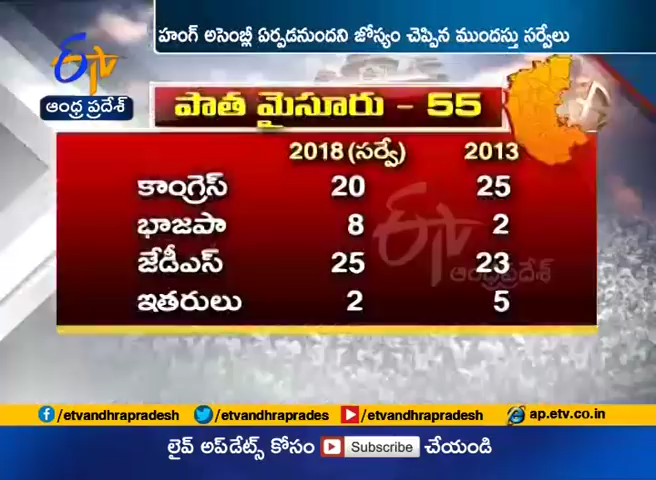 హంగ్ అసెంబ్లీ ఏర్పడనుందని జోస్యం చెప్పిన ముందస్తు సర్వేలు
ఈటీవీ
ఆంధ్ర ప్రదేశ్
పాత మైసూరు - 55
2018 (సర్వే) 2013
కాంగ్రెస్ 20 25
భాజపా 8 2
జేడీఎస్ 25 23
ఇతరులు 2 5
/etvandhrapradesh /etvandhraprades /etvandhrapradesh ap.etv.co.in
లైవ్ అప్‌డేట్స్ కోసం Subscribe చేయండి